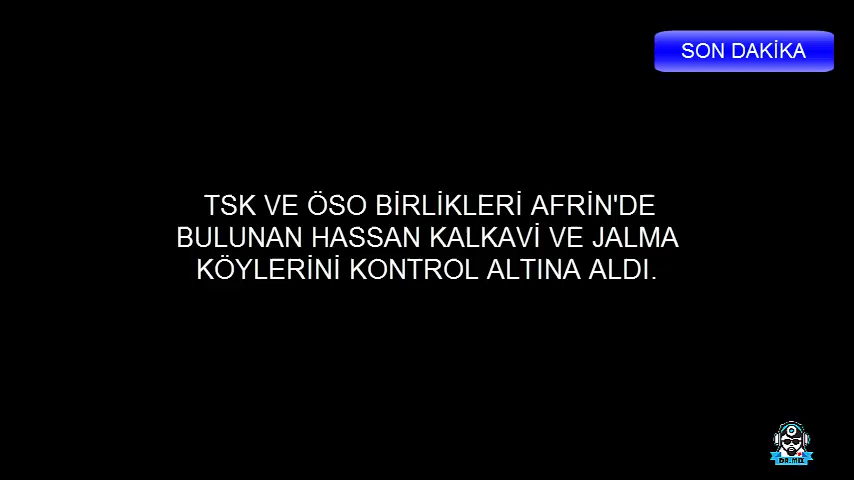 SON DAKİKA
TSK VE ÖSO BİRLİKLERİ AFRİN'DE
BULUNAN HASSAN KALKAVİ VE JALMA
KÖYLERİNİ KONTROL ALTINA ALDI.